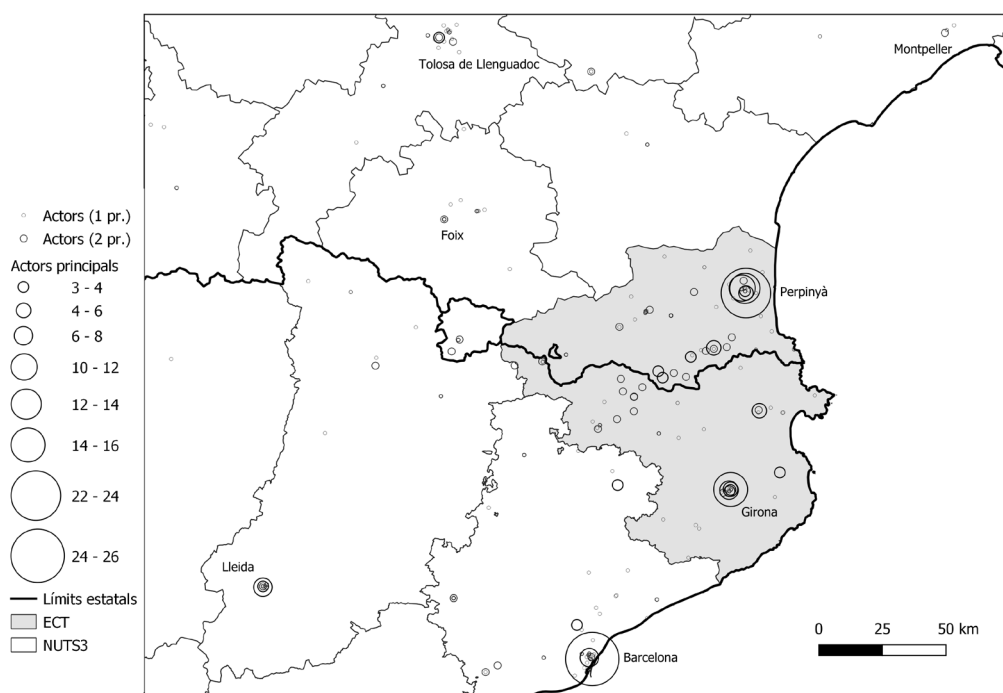 Montpeller
Tolosa de Llenguadoc
Actors (1 pr.)
Actors (2 pr.)
Foix
Actors principals
3 - 4
4 - 6
6 - 8
10 - 12
12 - 14
14 - 16
22 - 24
24 - 26
Límits estatals
ECT
NUTS3
Perpinyà
Girona
Lleida
Barcelona
0 25 50 km